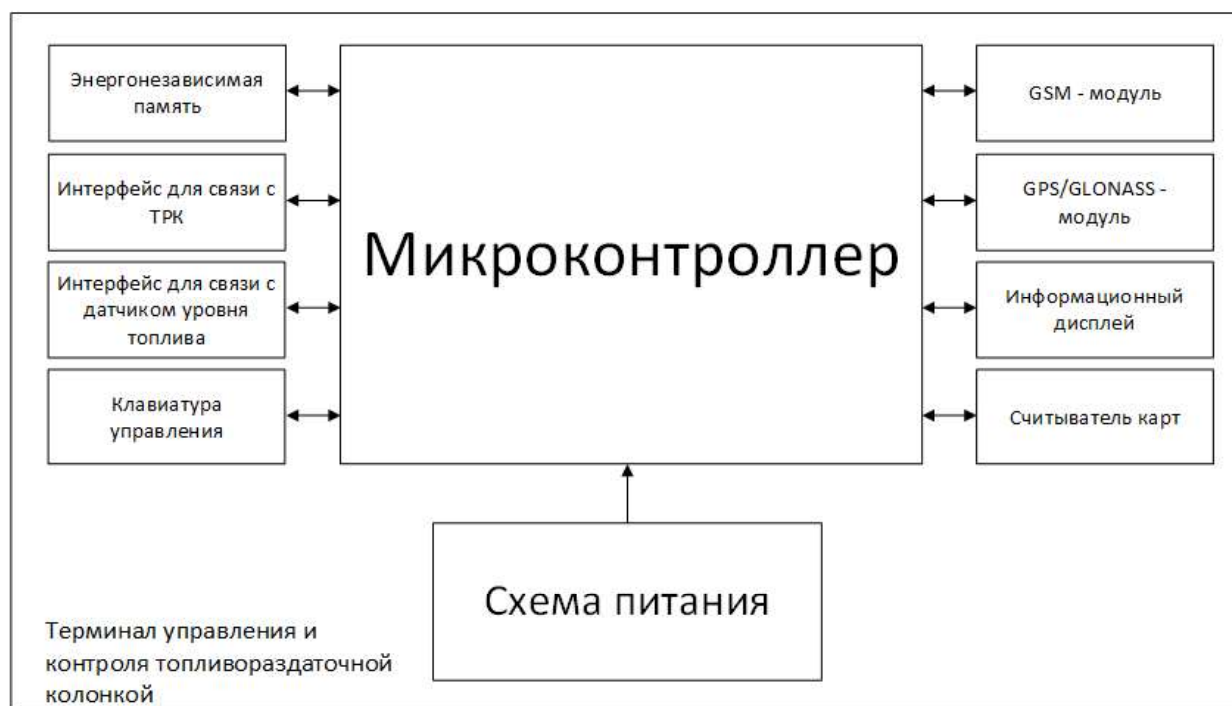 Энергонезависимая
память
Интерфейс для связи с
ТРК
Интерфейс для связи с
датчиком уровня
топлива
Клавиатура
управления
Микроконтроллер
GSM - модуль
GPS/GLONASS -
модуль
Информационный
дисплей
Считыватель карт
Схема питания
Терминал управления и
контроля топливораздаточной
колонкой